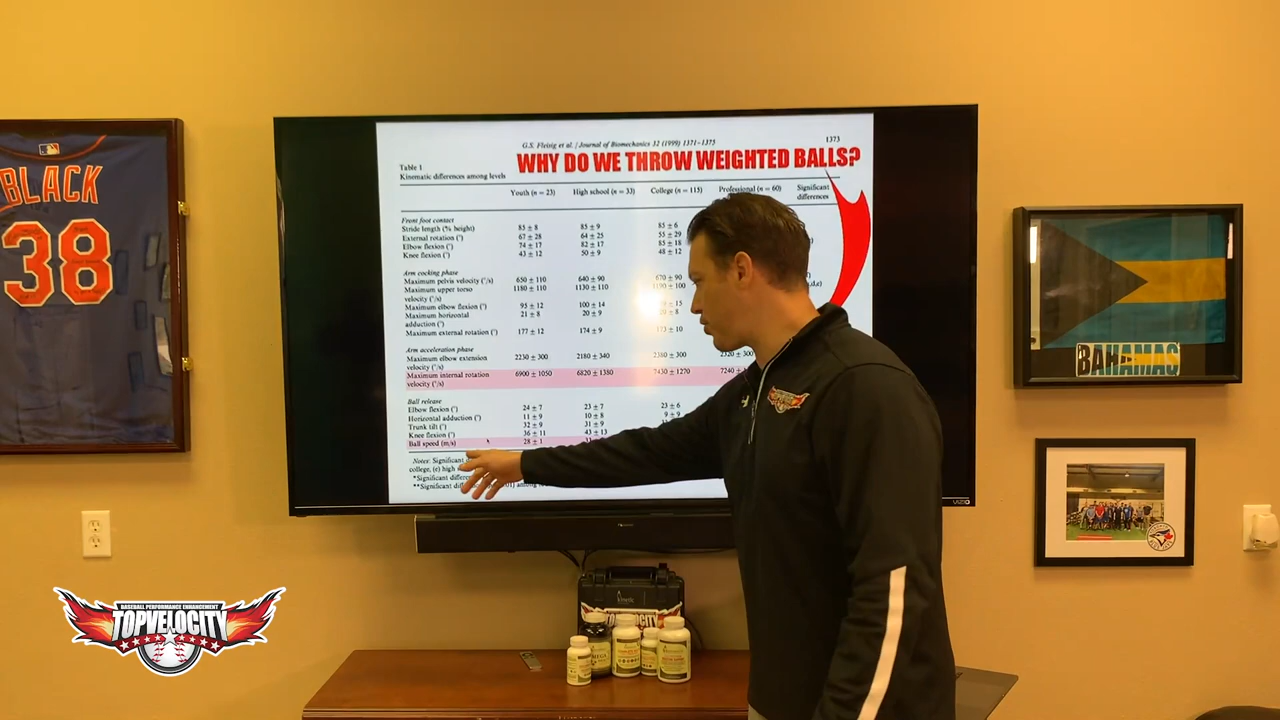 BLACK
38
G.S. Fleisig et al. / Journal of Biomechanics 32 (1999) 1371–1375
1373
WHY DO WE THROW WEIGHTED BALLS?
Table 1
Kinematic differences among levels
Youth (n = 23) High school (n = 33) College (n = 115) Professional (n = 60) Significant differences
Front foot contact
Stride length (% height) 85 ± 8 85 ± 9 85 ± 6
External rotation (°) 67 ± 28 64 ± 25 55 ± 29
Elbow flexion (°) 74 ± 17 82 ± 17 85 ± 18
Knee flexion (°) 43 ± 12 50 ± 9 48 ± 12
Arm cocking phase
Maximum pelvis velocity (°/s) 650 ± 110 640 ± 90 670 ± 90
Maximum upper torso velocity (°/s) 1180 ± 110 1130 ± 110 1190 ± 100
Maximum elbow flexion (°) 95 ± 12 100 ± 14 ± 15
Maximum horizontal adduction (°) 21 ± 8 20 ± 9 ± 8
Maximum external rotation (°) 177 ± 12 174 ± 9 173 ± 10
Arm acceleration phase
Maximum elbow extension velocity (°/s) 2230 ± 300 2180 ± 340 2380 ± 300 2320 ± 300
Maximum internal rotation velocity (°/s) 6900 ± 1050 6820 ± 1380 7430 ± 1270 7240 ±
Ball release
Elbow flexion (°) 24 ± 7 23 ± 7 23 ± 6
Horizontal adduction (°) 11 ± 9 10 ± 8 9 ± 9
Trunk tilt (°) 32 ± 9 31 ± 9
Knee flexion (°) 36 ± 11 43 ± 13
Ball speed (m/s) 28 ± 1
Notes: Significant
college, (e) high
*Significant
**Significant
VIZIO
BAHAMAS
BASEBALL PERFORMANCE ENHANCEMENT
TOPVELOCITY